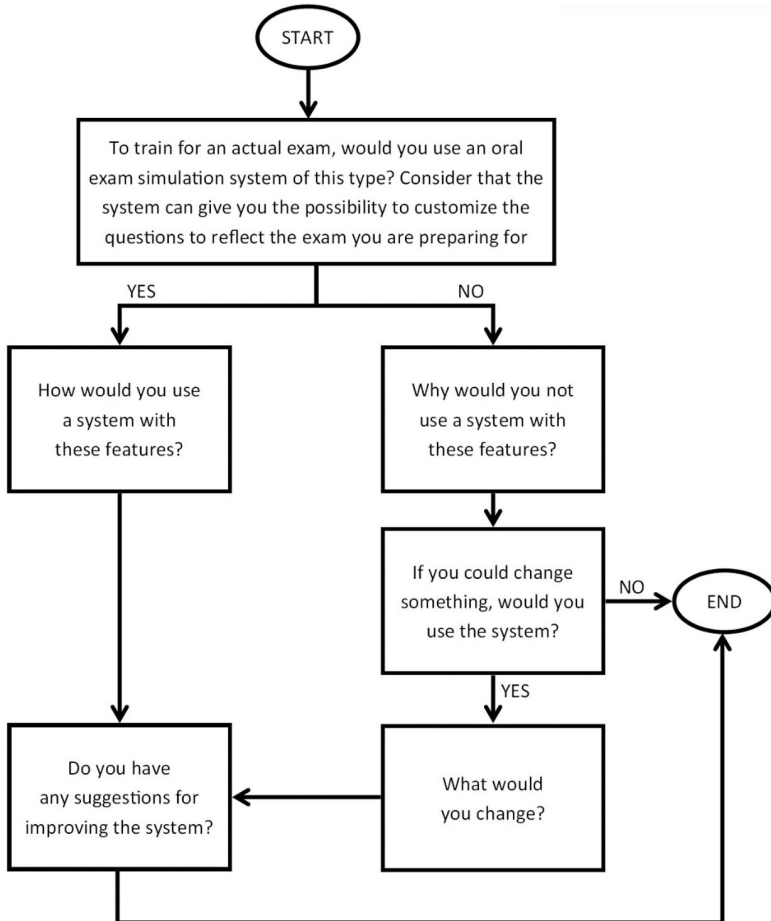 START
To train for an actual exam, would you use an oral
exam simulation system of this type? Consider that the
system can give you the possibility to customize the
questions to reflect the exam you are preparing for
YES
NO
How would you use
a system with
these features?
Why would you not
use a system with
these features?
If you could change
something, would you
use the system?
NO
END
YES
Do you have
any suggestions for
improving the system?
What would
you change?